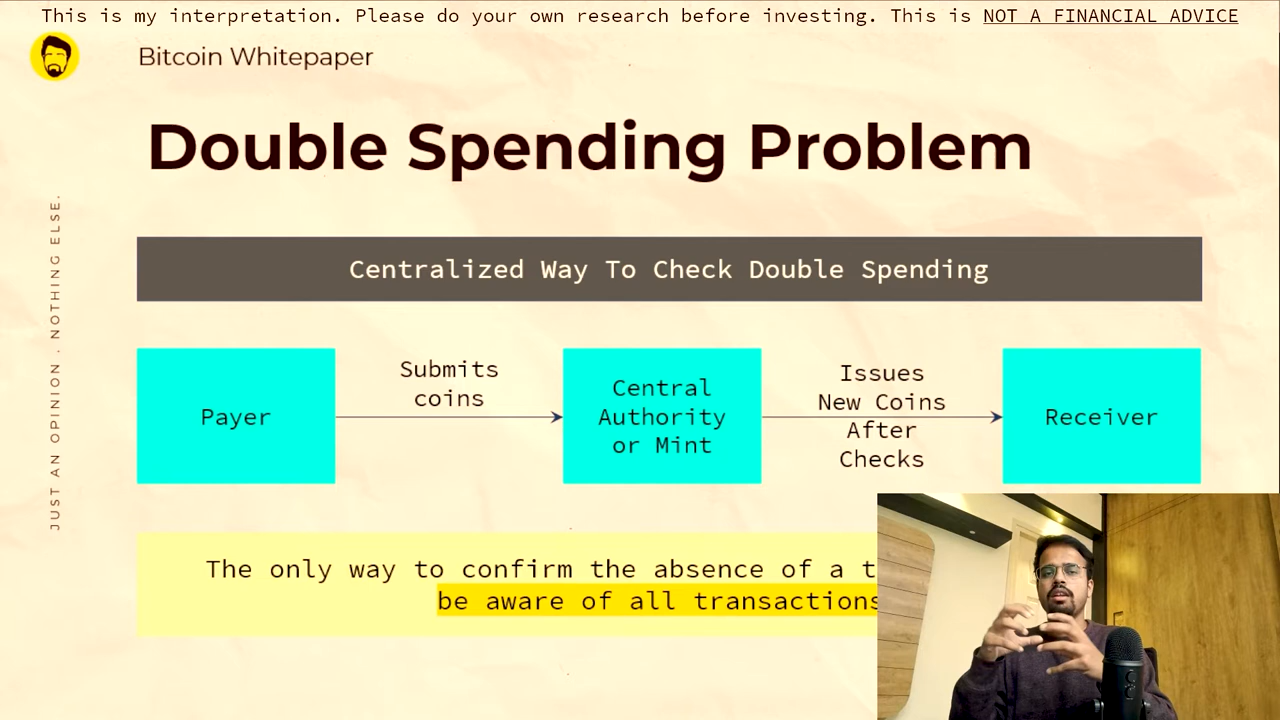 This is my interpretation. Please do your own research before investing. This is NOT A FINANCIAL ADVICE
Bitcoin Whitepaper
Double Spending Problem
JUST AN OPINION . NOTHING ELSE.
Centralized Way To Check Double Spending
Payer
Submits
coins
Central
Authority
or Mint
Issues
New Coins
After
Checks
Receiver
The only way to confirm the absence of a
be aware of all transactions